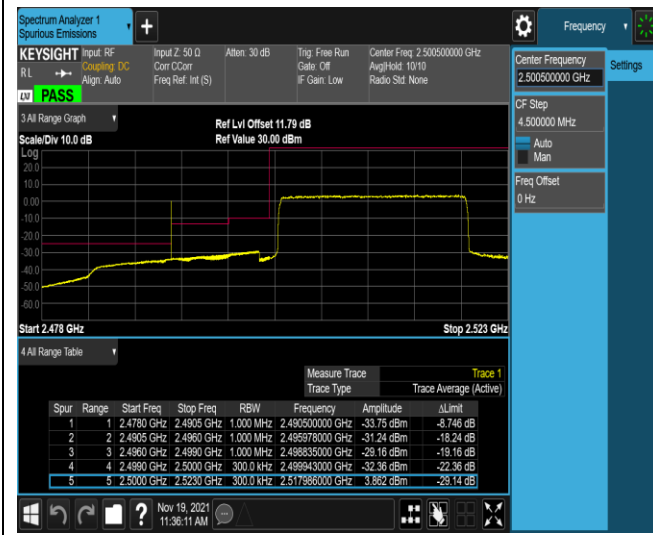 Spectrum Analyzer 1
Spurious Emissions
Frequency
KEYSIGHT
RL
Input: RF
Coupling: DC
Align: Auto
Input Z: 50 Ω
Corr CCorr
Freq Ref: Int (S)
Atten: 30 dB
Trig: Free Run
Gate: Off
IF Gain: Low
Center Freq: 2.500500000 GHz
Avg|Hold: 10/10
Radio Std: None
LXI PASS
Center Frequency
2.500500000 GHz
Settings
CF Step
4.500000 MHz
Auto
Man
Freq Offset
0 Hz
3 All Range Graph
Scale/Div 10.0 dB
Ref Lvl Offset 11.79 dB
Ref Value 30.00 dBm
Log
20.0
10.0
0.00
-10.0
-20.0
-30.0
-40.0
-50.0
-60.0
Start 2.478 GHz
Stop 2.523 GHz
4 All Range Table
Measure Trace Trace 1
Trace Type Trace Average (Active)
Spur Range Start Freq Stop Freq RBW Frequency Amplitude ΔLimit
1 1 2.4780 GHz 2.4905 GHz 1.000 MHz 2.490500000 GHz -33.75 dBm -8.746 dB
2 2 2.4905 GHz 2.4960 GHz 1.000 MHz 2.495978000 GHz -31.24 dBm -18.24 dB
3 3 2.4960 GHz 2.4990 GHz 1.000 MHz 2.498835000 GHz -29.16 dBm -19.16 dB
4 4 2.4990 GHz 2.5000 GHz 300.0 kHz 2.499943000 GHz -32.36 dBm -22.36 dB
5 5 2.5000 GHz 2.5230 GHz 300.0 kHz 2.517986000 GHz 3.862 dBm -29.14 dB
?
Nov 19, 2021
11:36:11 AM